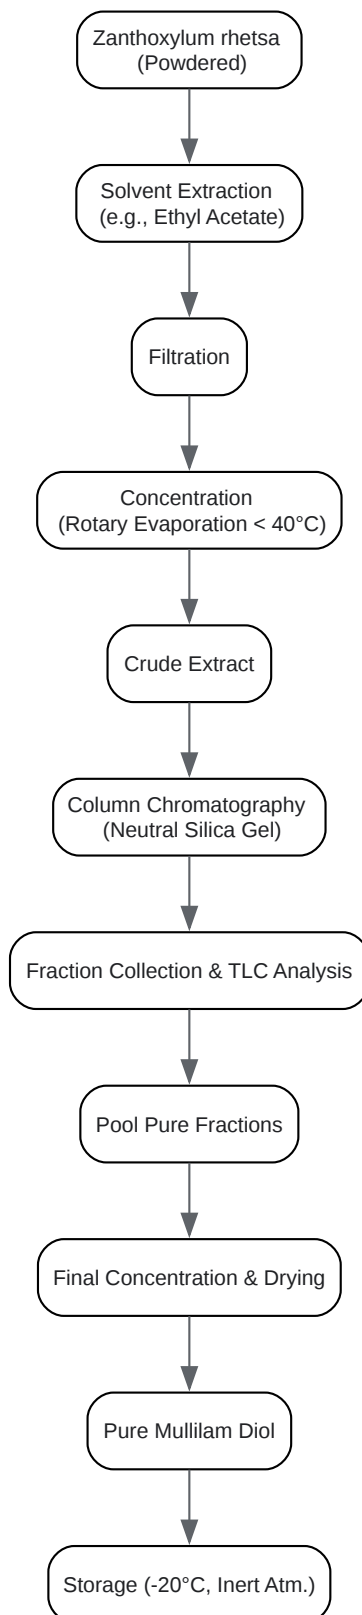 Zanthoxylum rhetsa
(Powdered)
Solvent Extraction
(e.g., Ethyl Acetate)
Filtration
Concentration
(Rotary Evaporation < 40°C)
Crude Extract
Column Chromatography
(Neutral Silica Gel)
Fraction Collection & TLC Analysis
Pool Pure Fractions
Final Concentration & Drying
Pure Mullilam Diol
Storage (-20°C, Inert Atm.)